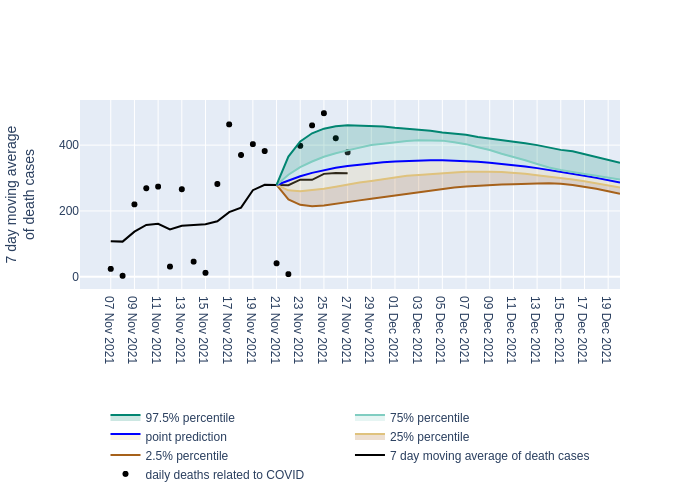 7 day moving average
of death cases
400
200
0
07 Nov 2021
09 Nov 2021
11 Nov 2021
13 Nov 2021
15 Nov 2021
17 Nov 2021
19 Nov 2021
21 Nov 2021
23 Nov 2021
25 Nov 2021
27 Nov 2021
29 Nov 2021
01 Dec 2021
03 Dec 2021
05 Dec 2021
07 Dec 2021
09 Dec 2021
11 Dec 2021
13 Dec 2021
15 Dec 2021
17 Dec 2021
19 Dec 2021
97.5% percentile
75% percentile
point prediction
25% percentile
2.5% percentile
7 day moving average of death cases
daily deaths related to COVID